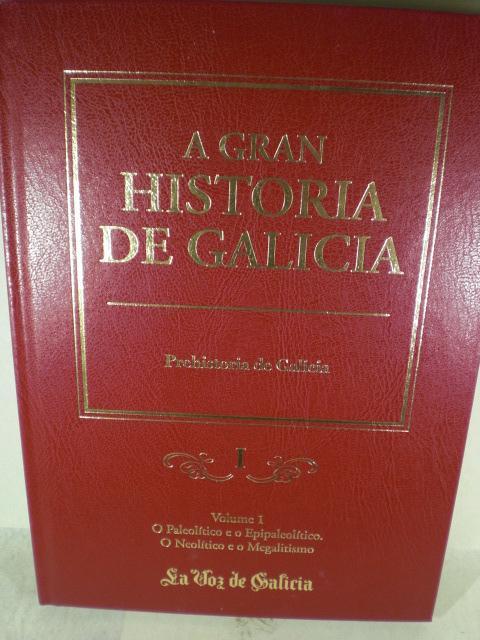 A GRAN
HISTORIA
DE GALICIA
Prehistoria de Galicia
I
Volume I
O Paleolítico e o Epipaleolítico.
O Neolítico e o Megalitismo
La Voz de Galicia